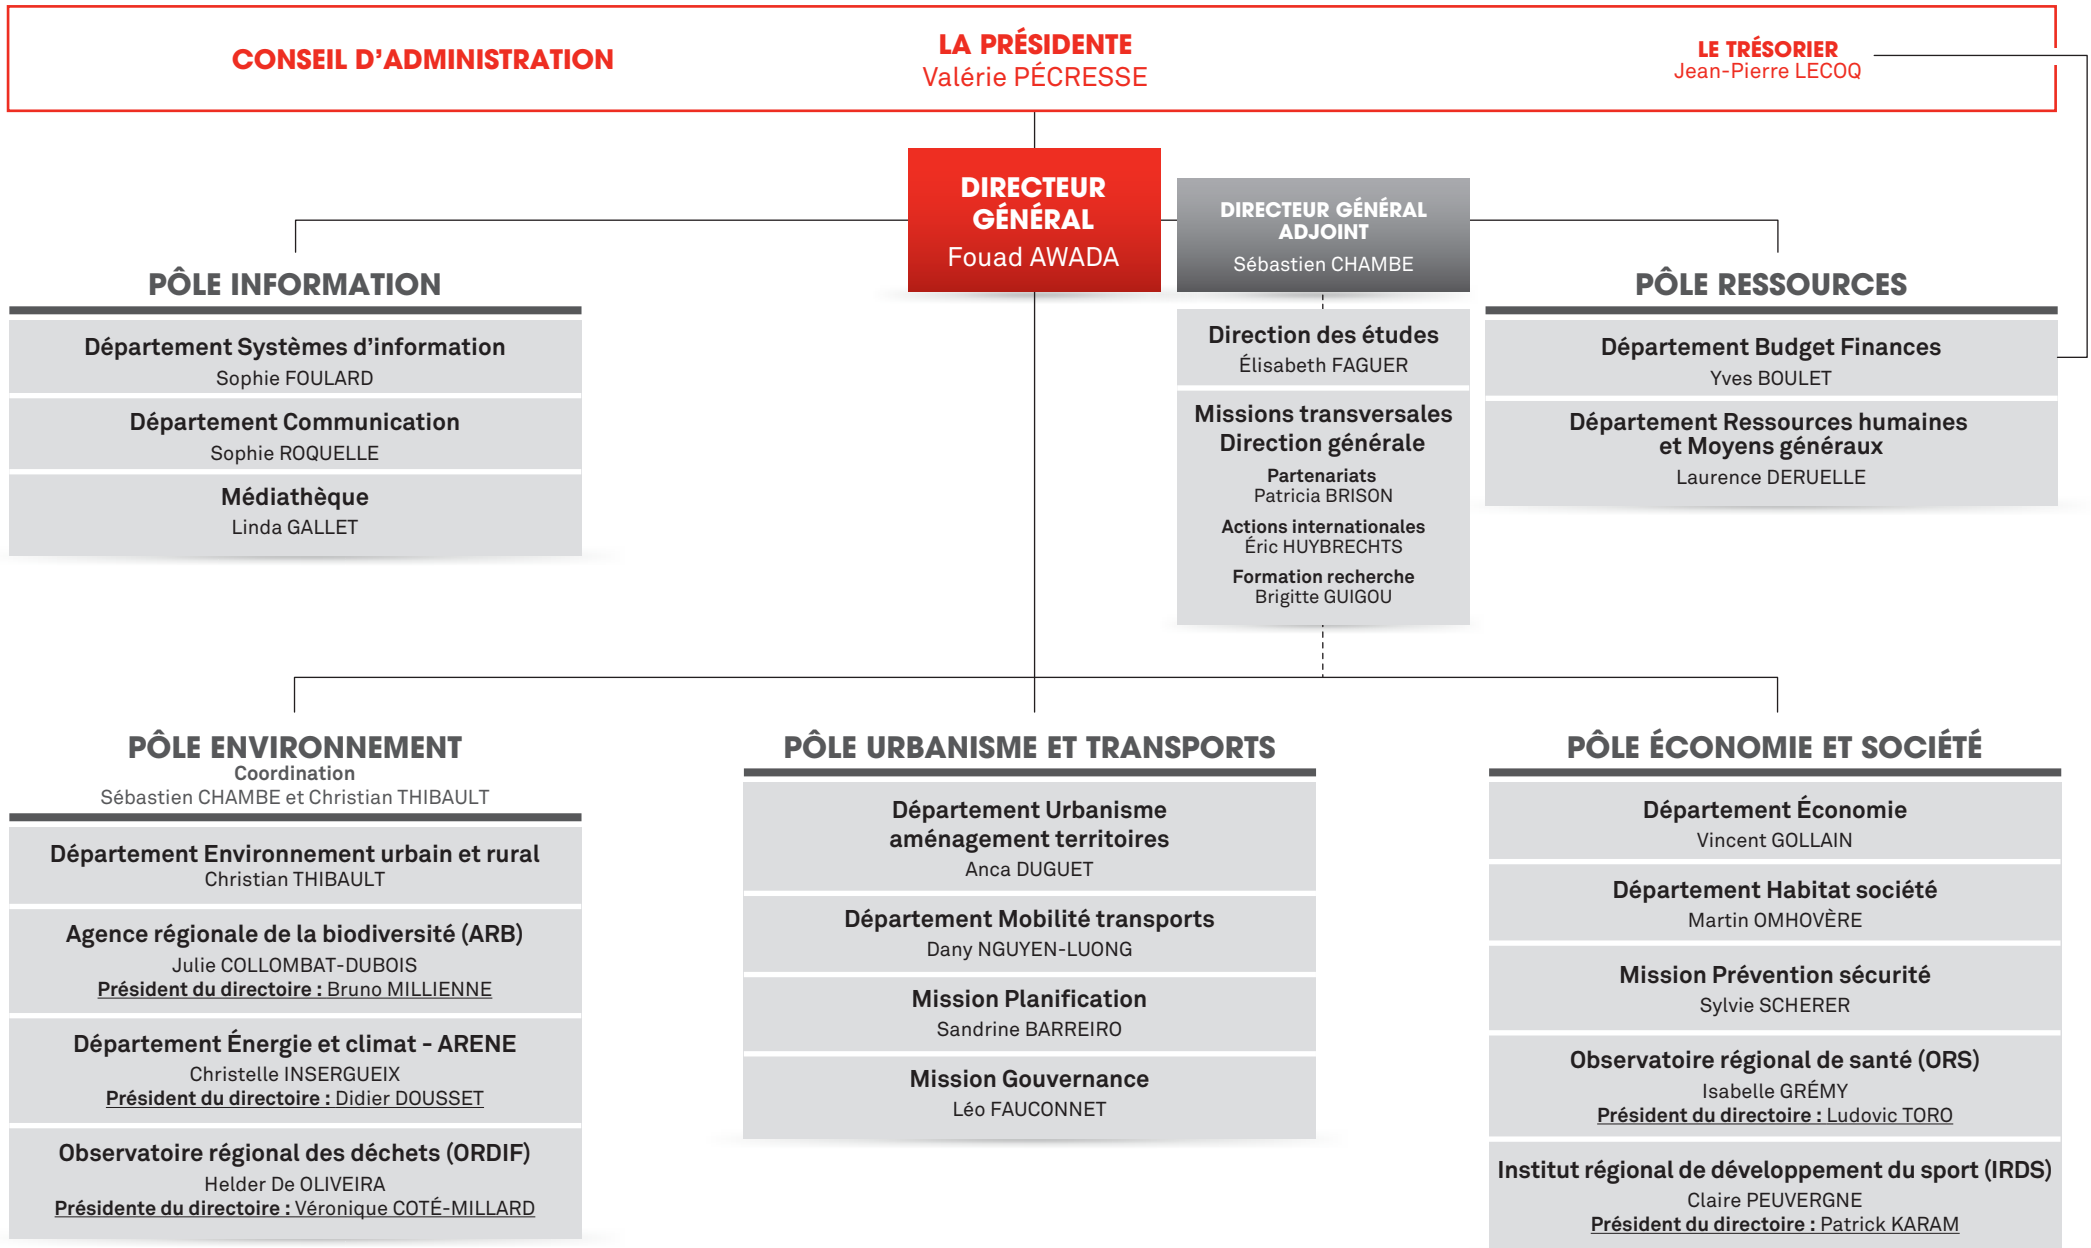 CONSEIL D'ADMINISTRATION
LA PRÉSIDENTE
Valérie PÉCRESSE
LE TRÉSORIER
Jean-Pierre LECOQ
DIRECTEUR
GÉNÉRAL
Fouad AWADA
DIRECTEUR GÉNÉRAL
ADJOINT
Sébastien CHAMBE
PÔLE INFORMATION
Département Systèmes d'information
Sophie FOULARD
Département Communication
Sophie ROQUELLE
Médiathèque
Linda GALLET
Direction des études
Élisabeth FAGUER
Missions transversales
Direction générale
Partenariats
Patricia BRISON
Actions internationales
Éric HUYBRECHTS
Formation recherche
Brigitte GUIGOU
PÔLE RESSOURCES
Département Budget Finances
Yves BOULET
Département Ressources humaines
et Moyens généraux
Laurence DERUELLE
PÔLE ENVIRONNEMENT
Coordination
Sébastien CHAMBE et Christian THIBAULT
Département Environnement urbain et rural
Christian THIBAULT
Agence régionale de la biodiversité (ARB)
Julie COLLOMBAT-DUBOIS
Président du directoire : Bruno MILLIENNE
Département Énergie et climat - ARENE
Christelle INSERGUEIX
Président du directoire : Didier DOUSSET
Observatoire régional des déchets (ORDIF)
Helder De OLIVEIRA
Présidente du directoire : Véronique COTÉ-MILLARD
PÔLE URBANISME ET TRANSPORTS
Département Urbanisme
aménagement territoires
Anca DUGUET
Département Mobilité transports
Dany NGUYEN-LUONG
Mission Planification
Sandrine BARREIRO
Mission Gouvernance
Léo FAUCONNET
PÔLE ÉCONOMIE ET SOCIÉTÉ
Département Économie
Vincent GOLLAIN
Département Habitat société
Martin OMHOVÈRE
Mission Prévention sécurité
Sylvie SCHERER
Observatoire régional de santé (ORS)
Isabelle GRÉMY
Président du directoire : Ludovic TORO
Institut régional de développement du sport (IRDS)
Claire PEUVERGNE
Président du directoire : Patrick KARAM